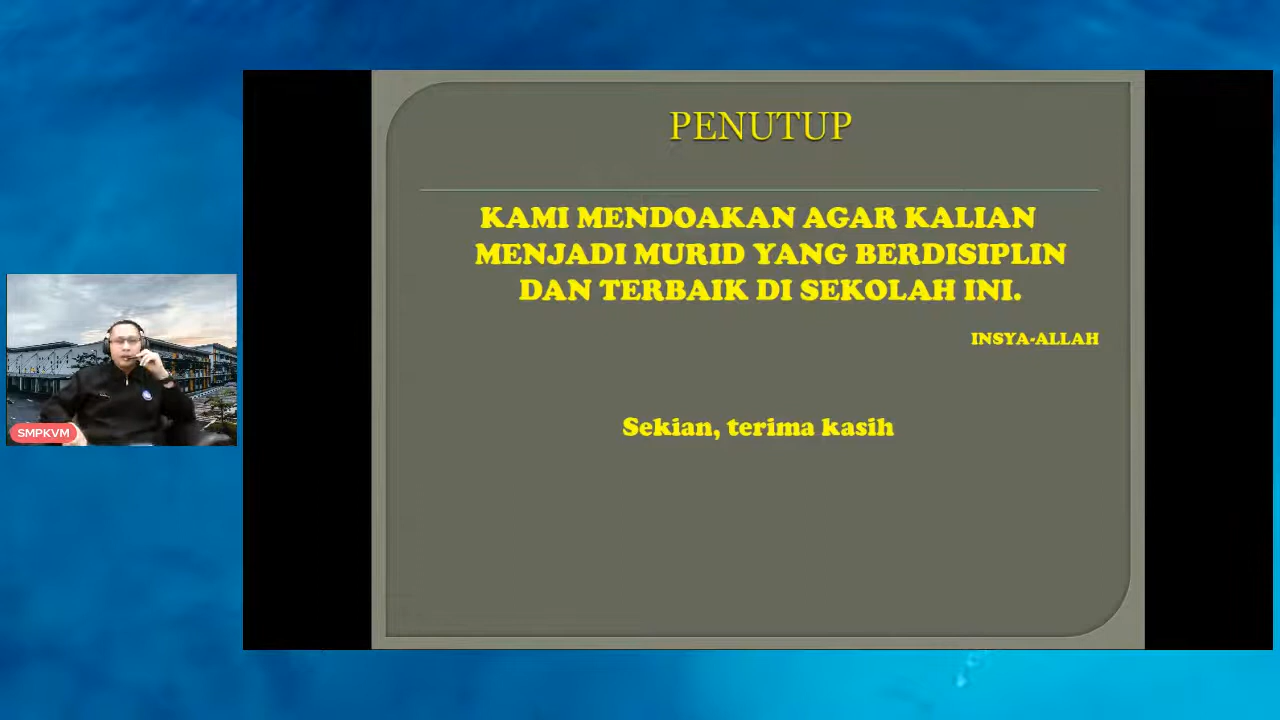 PENUTUP
KAMI MENDOAKAN AGAR KALIAN
MENJADI MURID YANG BERDISIPLIN
DAN TERBAIK DI SEKOLAH INI.
INSYA-ALLAH
Sekian, terima kasih
SMPKVM